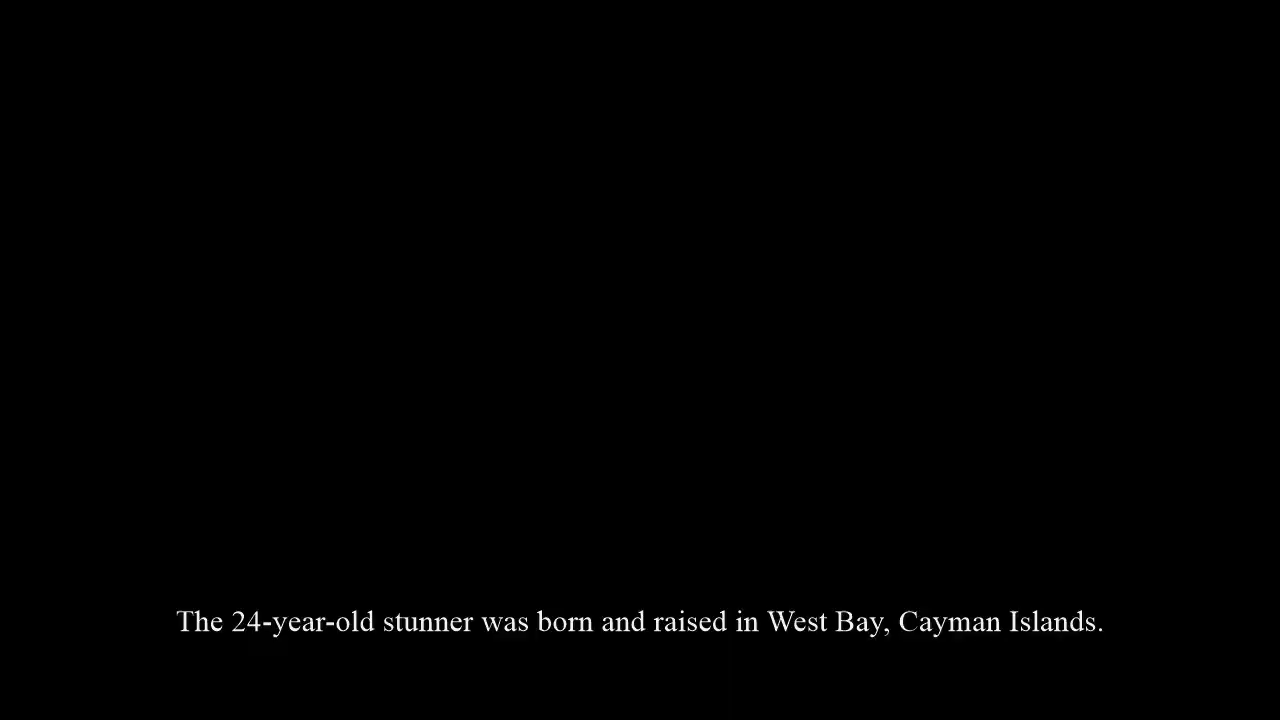 The 24-year-old stunner was born and raised in West Bay, Cayman Islands.